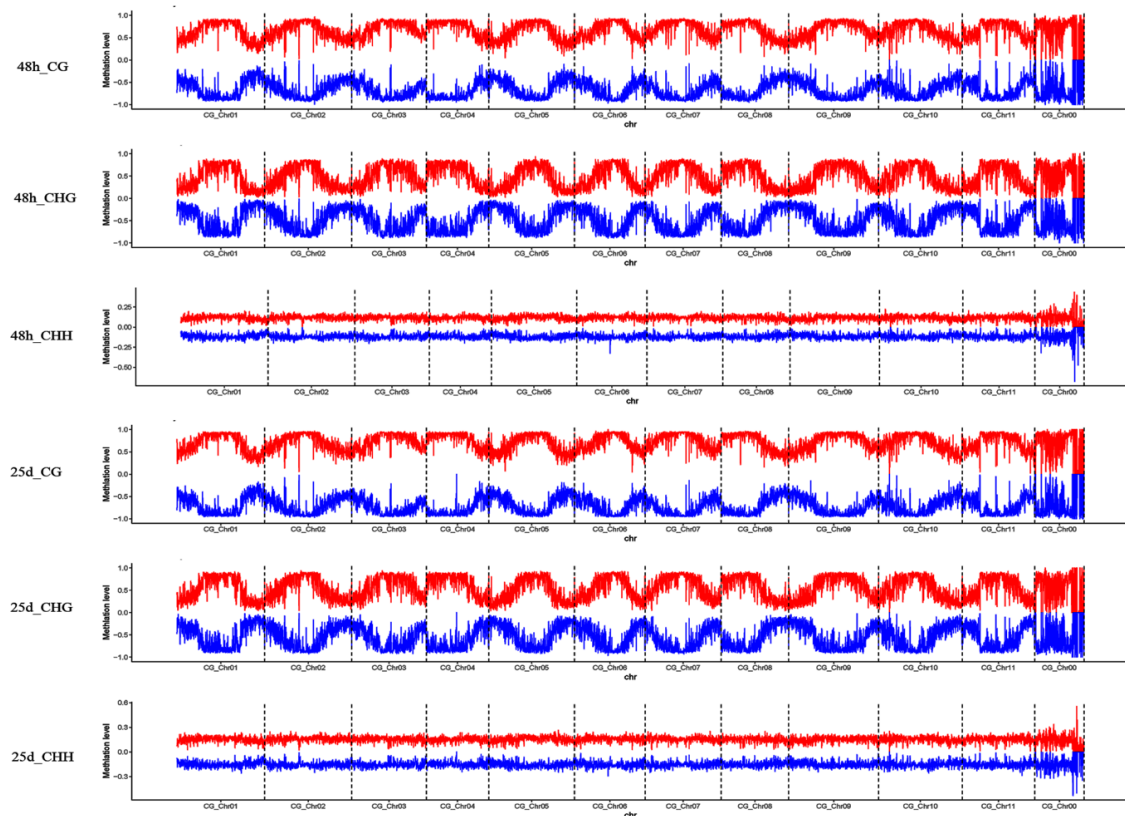 48h_CG
Methlation level
1.0
0.5
0.0
−0.5
−1.0
CG_Chr01 CG_Chr02 CG_Chr03 CG_Chr04 CG_Chr05 CG_Chr06 CG_Chr07 CG_Chr08 CG_Chr09 CG_Chr10 CG_Chr11 CG_Chr00
chr
48h_CHG
Methlation level
1.0
0.5
0.0
−0.5
−1.0
CG_Chr01 CG_Chr02 CG_Chr03 CG_Chr04 CG_Chr05 CG_Chr06 CG_Chr07 CG_Chr08 CG_Chr09 CG_Chr10 CG_Chr11 CG_Chr00
chr
48h_CHH
Methlation level
0.25
0.00
−0.25
−0.50
CG_Chr01 CG_Chr02 CG_Chr03 CG_Chr04 CG_Chr05 CG_Chr06 CG_Chr07 CG_Chr08 CG_Chr09 CG_Chr10 CG_Chr11 CG_Chr00
chr
25d_CG
Methlation level
1.0
0.5
0.0
−0.5
−1.0
CG_Chr01 CG_Chr02 CG_Chr03 CG_Chr04 CG_Chr05 CG_Chr06 CG_Chr07 CG_Chr08 CG_Chr09 CG_Chr10 CG_Chr11 CG_Chr00
chr
25d_CHG
Methlation level
1.0
0.5
0.0
−0.5
−1.0
CG_Chr01 CG_Chr02 CG_Chr03 CG_Chr04 CG_Chr05 CG_Chr06 CG_Chr07 CG_Chr08 CG_Chr09 CG_Chr10 CG_Chr11 CG_Chr00
chr
25d_CHH
Methlation level
0.6
0.3
0.0
−0.3
CG_Chr01 CG_Chr02 CG_Chr03 CG_Chr04 CG_Chr05 CG_Chr06 CG_Chr07 CG_Chr08 CG_Chr09 CG_Chr10 CG_Chr11 CG_Chr00
chr